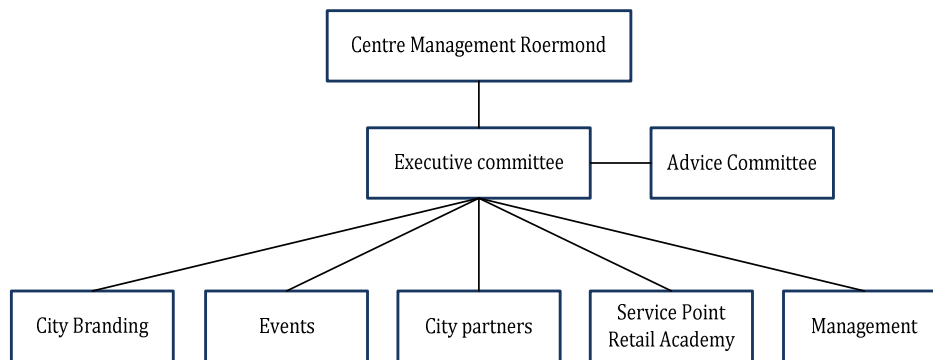 Centre Management Roermond
Executive committee
Advice Committee
City Branding
Events
City partners
Service Point
Retail Academy
Management